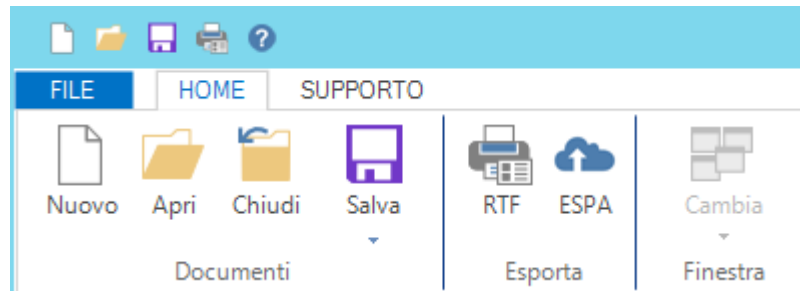 FILE HOME SUPPORTO
Nuovo Apri Chiudi Salva RTF ESPA Cambia
Documenti Esporta Finestra